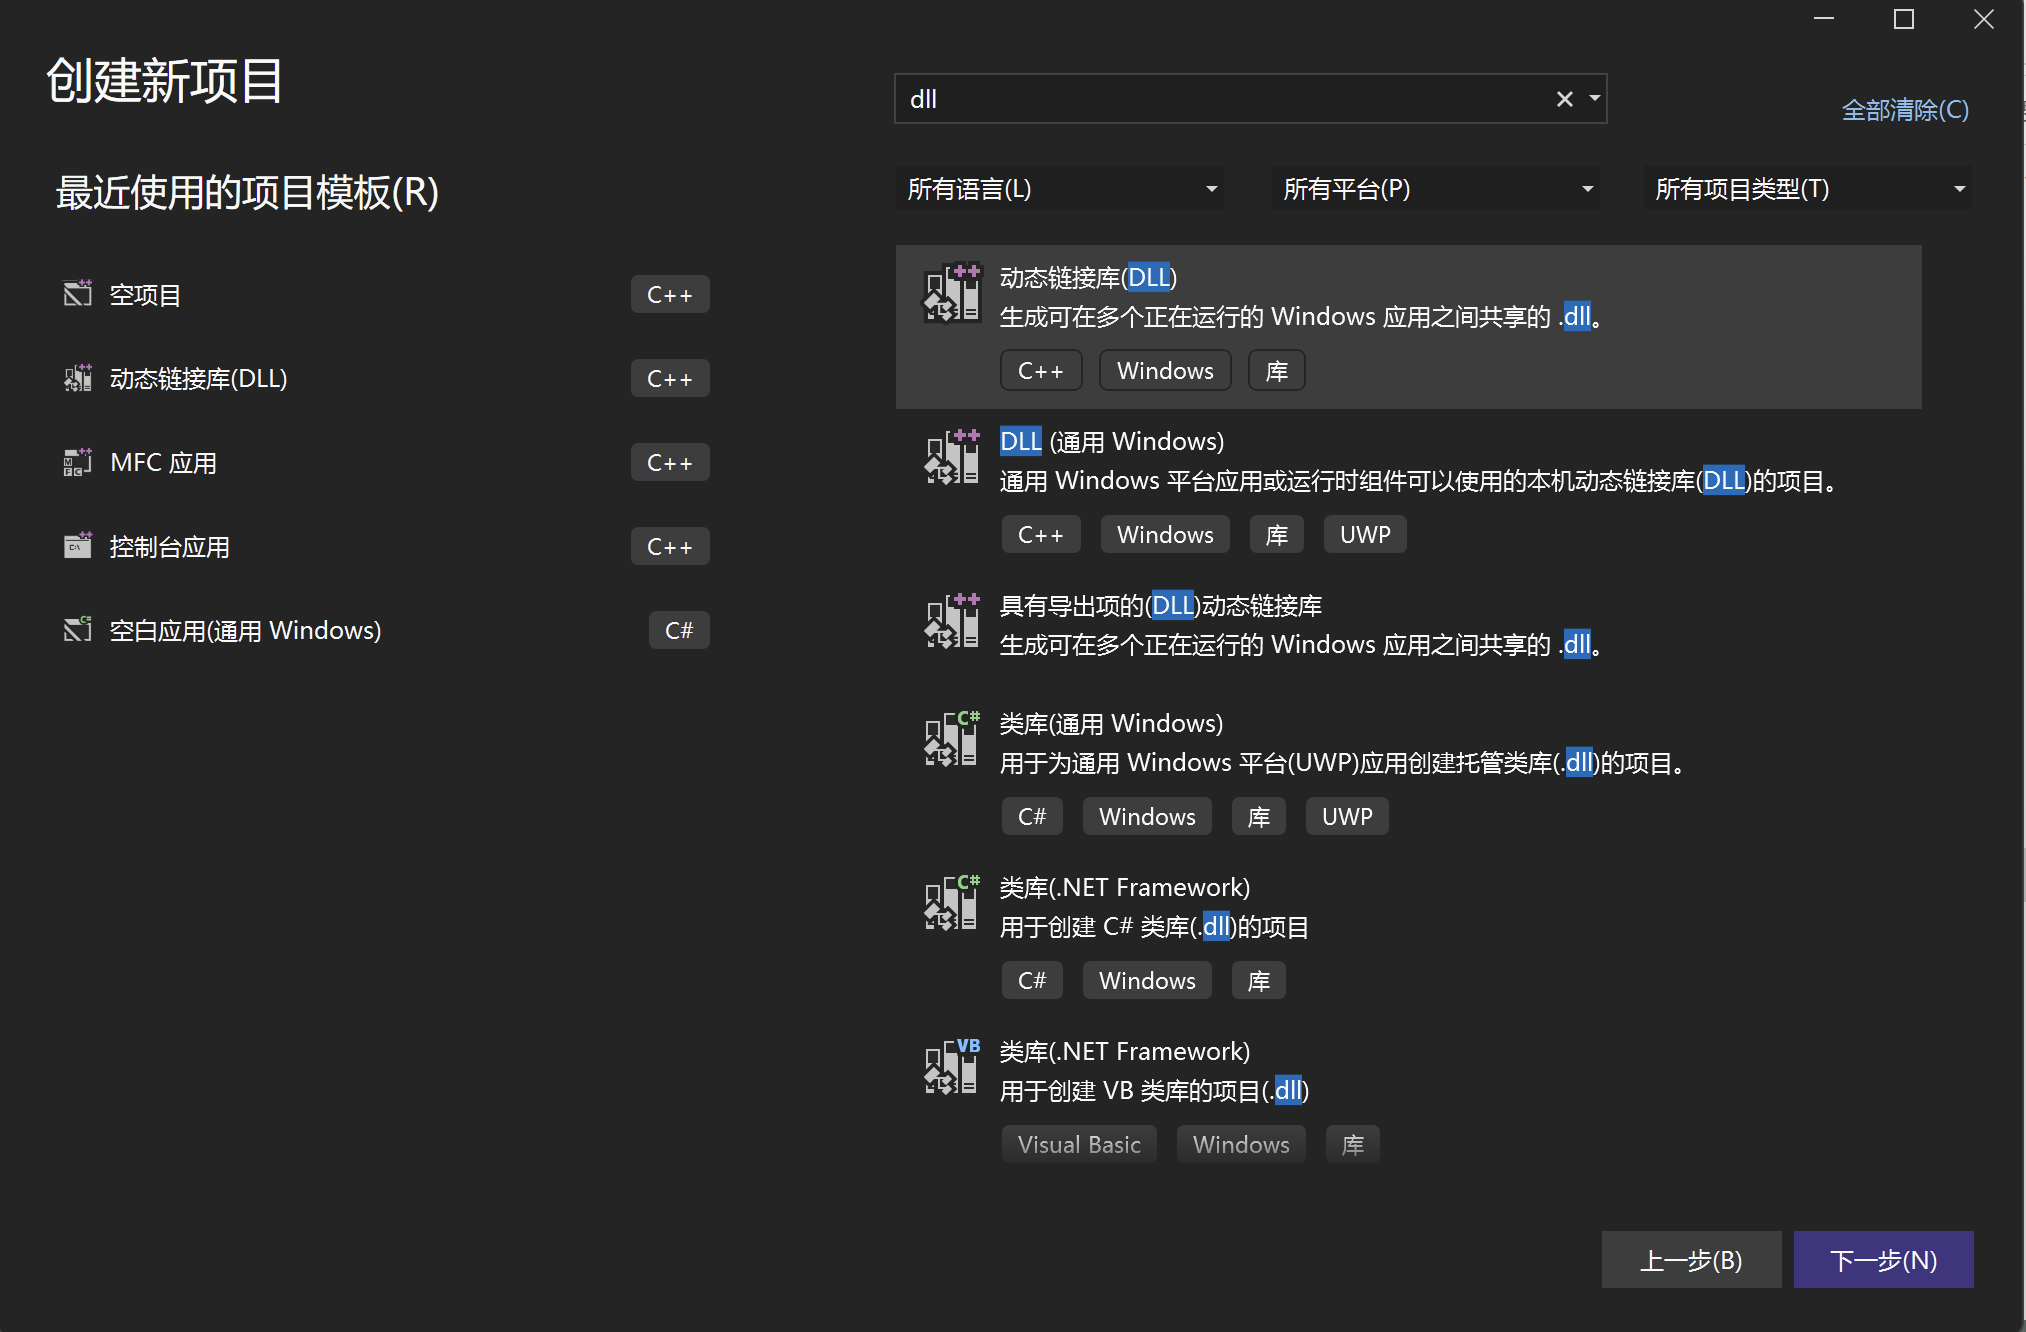 创建新项目
dll
全部清除(C)
最近使用的项目模板(R)
所有语言(L)
所有平台(P)
所有项目类型(T)
空项目
C++
动态链接库(DLL)
C++
MFC 应用
C++
控制台应用
C++
空白应用(通用 Windows)
C#
动态链接库(DLL)
生成可在多个正在运行的 Windows 应用之间共享的 .dll。
C++ Windows 库
DLL (通用 Windows)
通用 Windows 平台应用或运行时组件可以使用的本机动态链接库(DLL)的项目。
C++ Windows 库 UWP
具有导出项的(DLL)动态链接库
生成可在多个正在运行的 Windows 应用之间共享的 .dll。
类库(通用 Windows)
用于为通用 Windows 平台(UWP)应用创建托管类库(.dll)的项目。
C# Windows 库 UWP
类库(.NET Framework)
用于创建 C# 类库(.dll)的项目
C# Windows 库
类库(.NET Framework)
用于创建 VB 类库的项目(.dll)
Visual Basic Windows 库
上一步(B)
下一步(N)